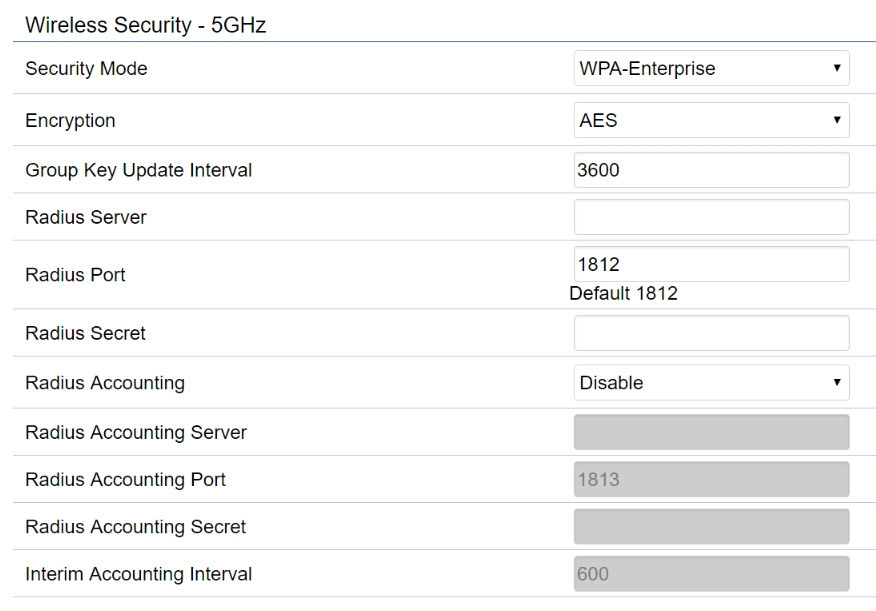 Wireless Security - 5GHz
Security Mode WPA-Enterprise
Encryption AES
Group Key Update Interval 3600
Radius Server
Radius Port 1812
Default 1812
Radius Secret
Radius Accounting Disable
Radius Accounting Server
Radius Accounting Port 1813
Radius Accounting Secret
Interim Accounting Interval 600